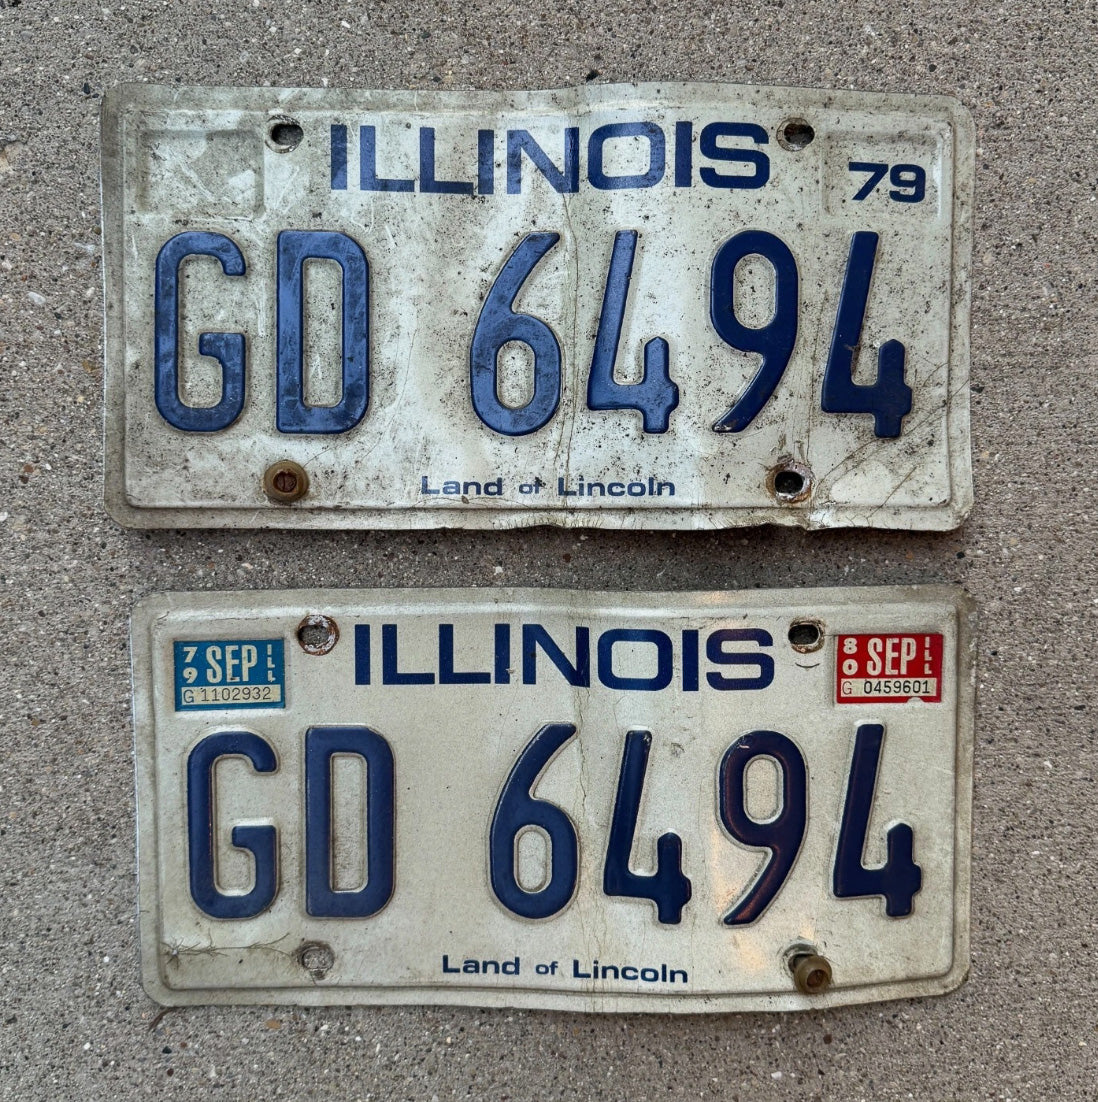 ILLINOIS
79
GD 6494
Land of Lincoln
79 SEP ILL
G 1102932
ILLINOIS
80 SEP ILL
G 0459601
GD 6494
Land of Lincoln